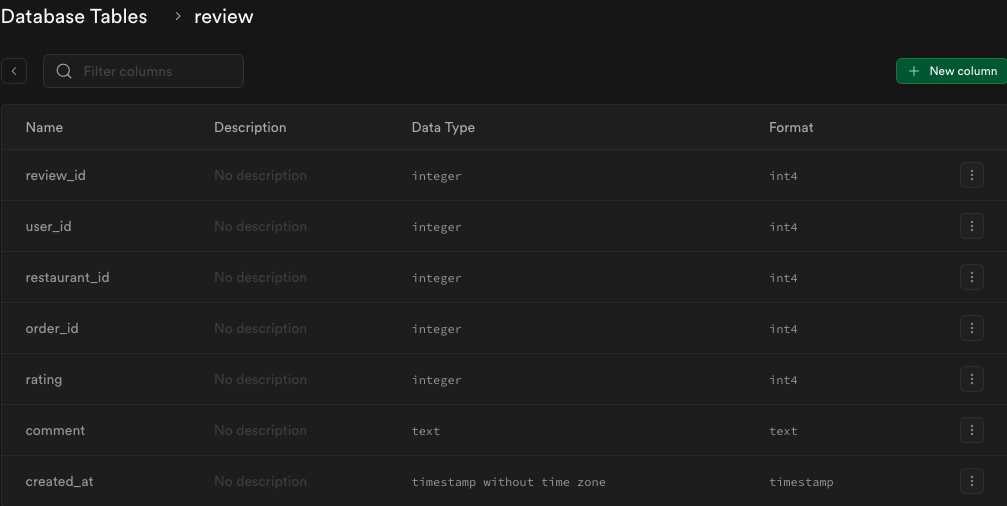 Database Tables > review
Filter columns
+ New column
Name Description Data Type Format
review_id No description integer int4
user_id No description integer int4
restaurant_id No description integer int4
order_id No description integer int4
rating No description integer int4
comment No description text text
created_at No description timestamp without time zone timestamp